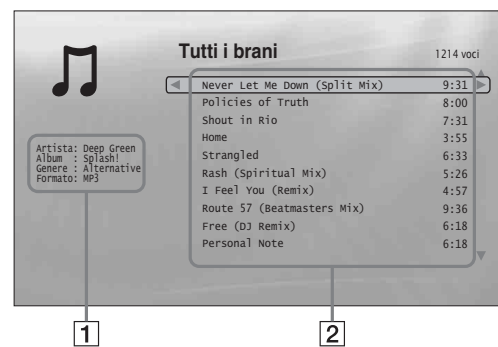 Tutti i brani
1214 voci
Never Let Me Down (Split Mix) 9:31
Policies of Truth 8:00
Shout in Rio 7:31
Home 3:55
Strangled 6:33
Rash (Spiritual Mix) 5:26
I Feel You (Remix) 4:57
Route 57 (Beatmasters Mix) 9:36
Free (DJ Remix) 6:18
Personal Note 6:18
Artista: Deep Green
Album : Splash!
Genere : Alternative
Formato: MP3
1
2